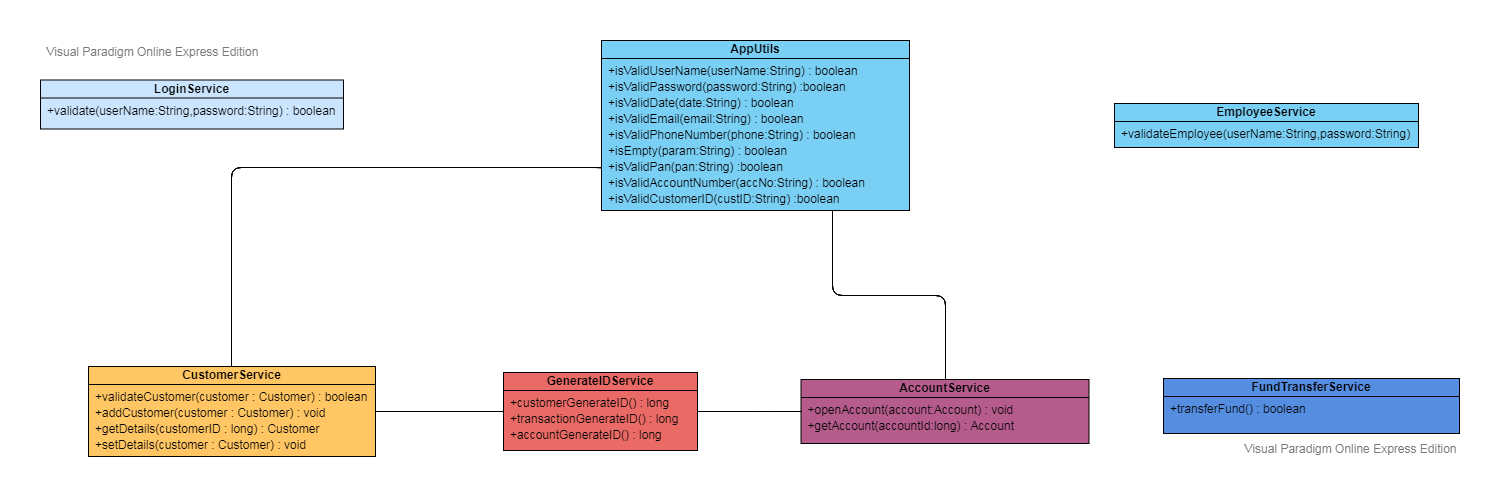 Visual Paradigm Online Express Edition
LoginService
+validate(userName:String,password:String) : boolean
AppUtils
+isValidUserName(userName:String) : boolean
+isValidPassword(password:String) :boolean
+isValidDate(date:String) : boolean
+isValidEmail(email:String) : boolean
+isValidPhoneNumber(phone:String) : boolean
+isEmpty(param:String) : boolean
+isValidPan(pan:String) :boolean
+isValidAccountNumber(accNo:String) : boolean
+isValidCustomerID(custID:String) :boolean
EmployeeService
+validateEmployee(userName:String,password:String)
CustomerService
+validateCustomer(customer : Customer) : boolean
+addCustomer(customer : Customer) : void
+getDetails(customerID : long) : Customer
+setDetails(customer : Customer) : void
GenerateIDService
+customerGenerateID() : long
+transactionGenerateID() : long
+accountGenerateID() : long
AccountService
+openAccount(account:Account) : void
+getAccount(accountId:long) : Account
FundTransferService
+transferFund() : boolean
Visual Paradigm Online Express Edition